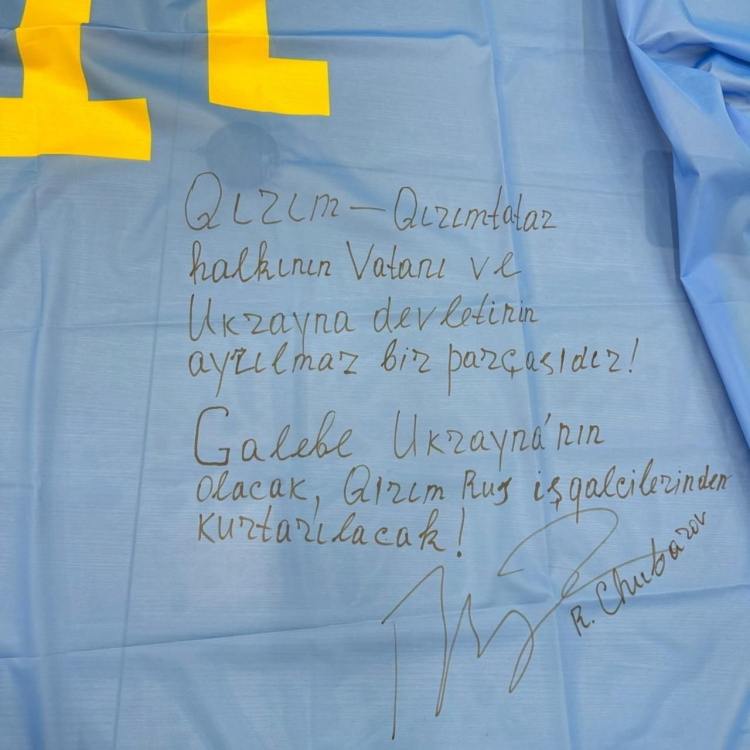 Qırım — Qırımtatar
halkının Vatanı ve
Ukrayna devletinin
ayrılmaz bir parçasıdır!
Galebe Ukrayna'nın
olacak, Qırım Rus işgalcilerinden
kurtarılacak!
R. Chubarov